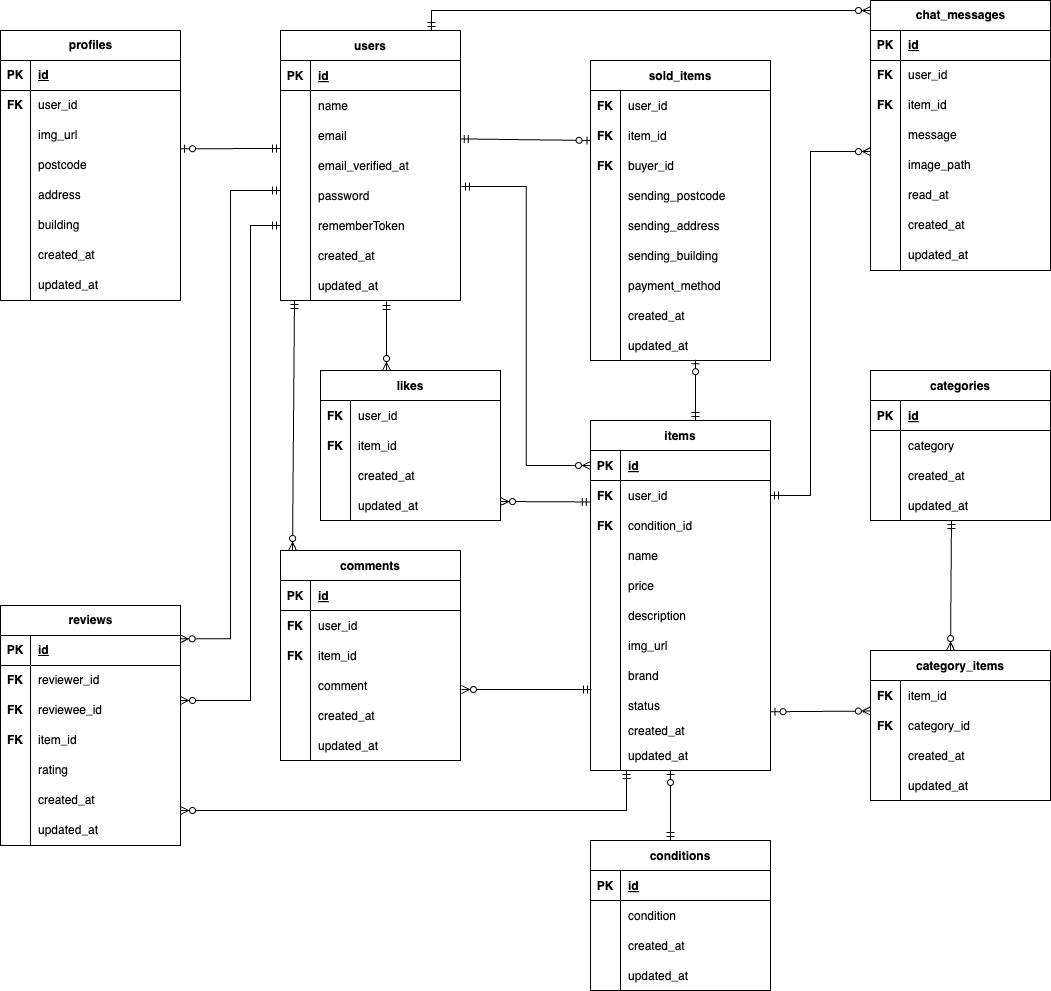 profiles
PK id
FK user_id
img_url
postcode
address
building
created_at
updated_at
users
PK id
name
email
email_verified_at
password
rememberToken
created_at
updated_at
sold_items
FK user_id
FK item_id
FK buyer_id
sending_postcode
sending_address
sending_building
payment_method
created_at
updated_at
chat_messages
PK id
FK user_id
FK item_id
message
image_path
read_at
created_at
updated_at
likes
FK user_id
FK item_id
created_at
updated_at
items
PK id
FK user_id
FK condition_id
name
price
description
img_url
brand
status
created_at
updated_at
categories
PK id
category
created_at
updated_at
reviews
PK id
FK reviewer_id
FK reviewee_id
FK item_id
rating
created_at
updated_at
comments
PK id
FK user_id
FK item_id
comment
created_at
updated_at
category_items
FK item_id
FK category_id
created_at
updated_at
conditions
PK id
condition
created_at
updated_at